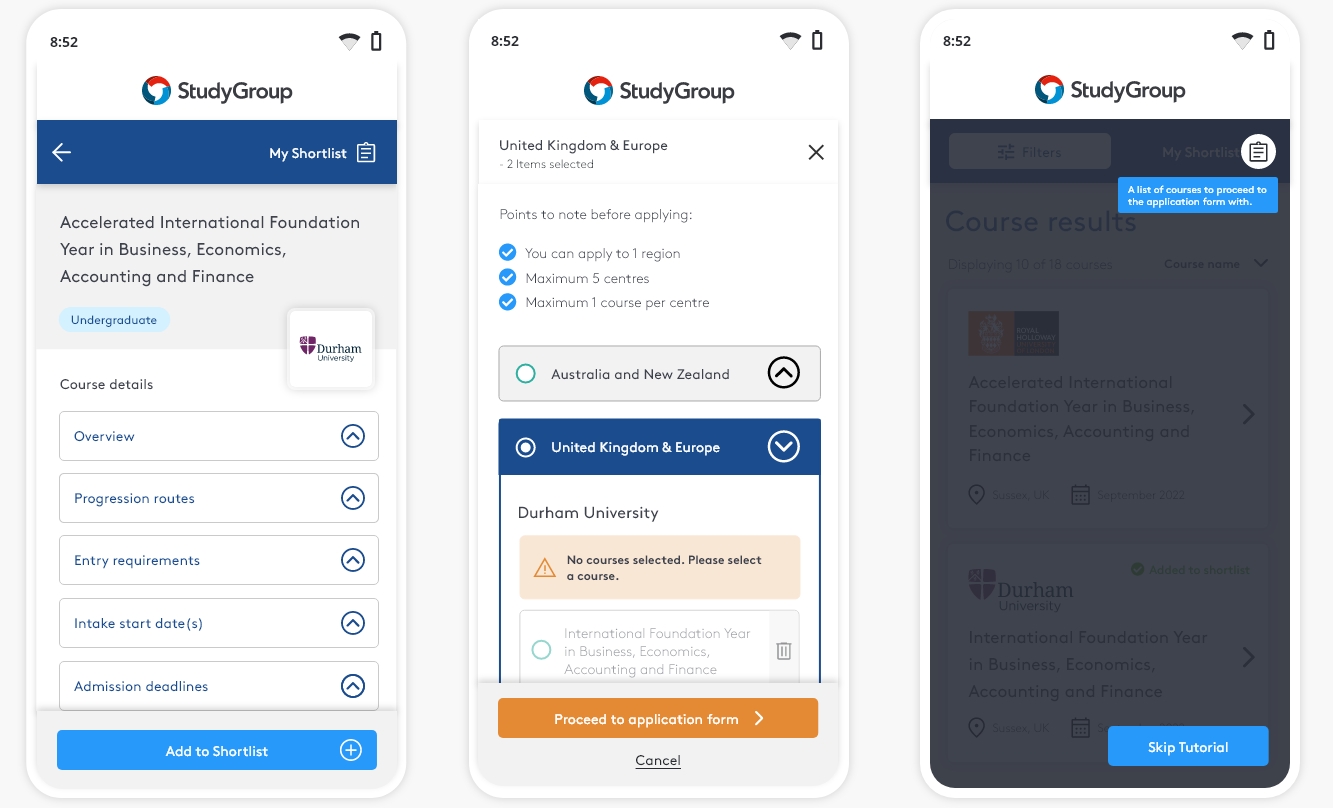 8:52
StudyGroup
My Shortlist
Accelerated International Foundation
Year in Business, Economics,
Accounting and Finance
Undergraduate
Durham
University
Course details
Overview
Progression routes
Entry requirements
Intake start date(s)
Admission deadlines
Add to Shortlist
8:52
StudyGroup
United Kingdom & Europe
- 2 Items selected
Points to note before applying:
You can apply to 1 region
Maximum 5 centres
Maximum 1 course per centre
Australia and New Zealand
United Kingdom & Europe
Durham University
No courses selected. Please select
a course.
International Foundation Year
in Business, Economics,
Accounting and Finance
Proceed to application form
Cancel
8:52
StudyGroup
Filters
My Shortlist
A list of courses to proceed to
the application form with.
Course results
Displaying 10 of 18 courses
Course name
ROYAL
HOLLOWAY
Accelerated International
Foundation Year in Business,
Economics, Accounting and
Finance
Sussex, UK
September 2022
Added to shortlist
Durham
University
International Foundation Year
in Business, Economics,
Accounting and Finance
Sussex, UK
Skip Tutorial